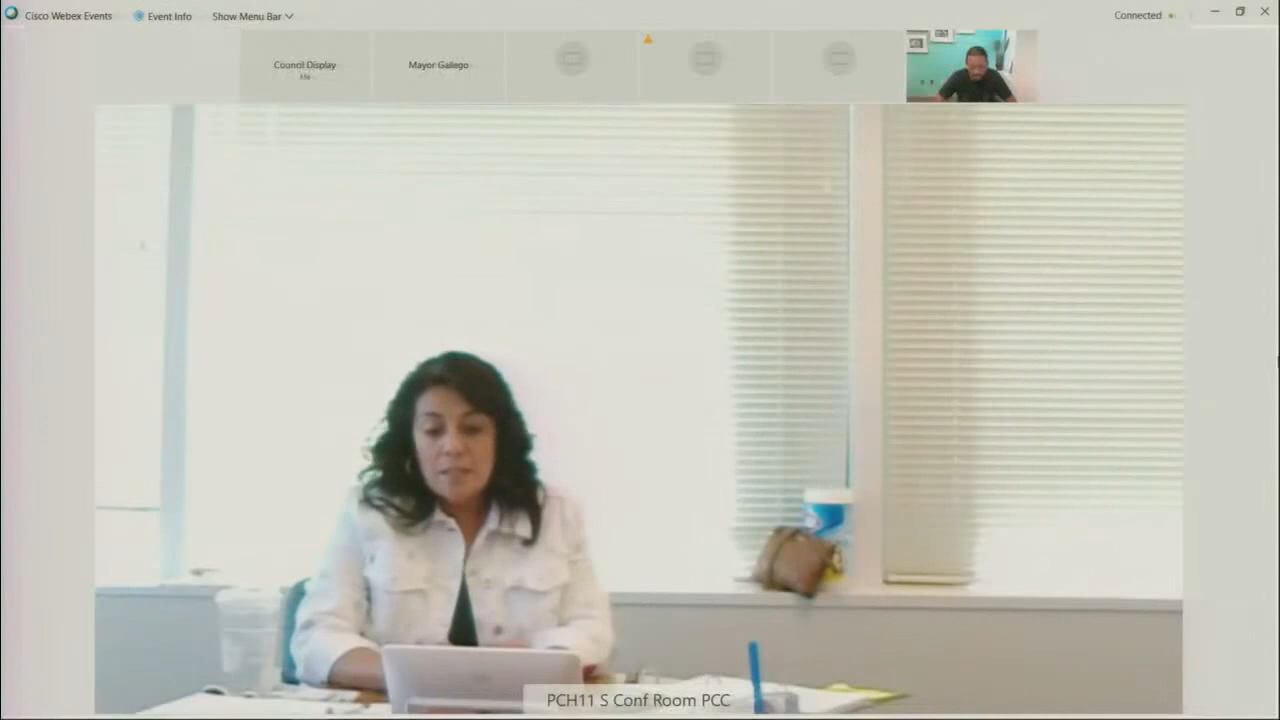 Cisco Webex Events
Event Info
Show Menu Bar
Connected
Council Display
Mayor Gallego
PCH11 S Conf Room PCC